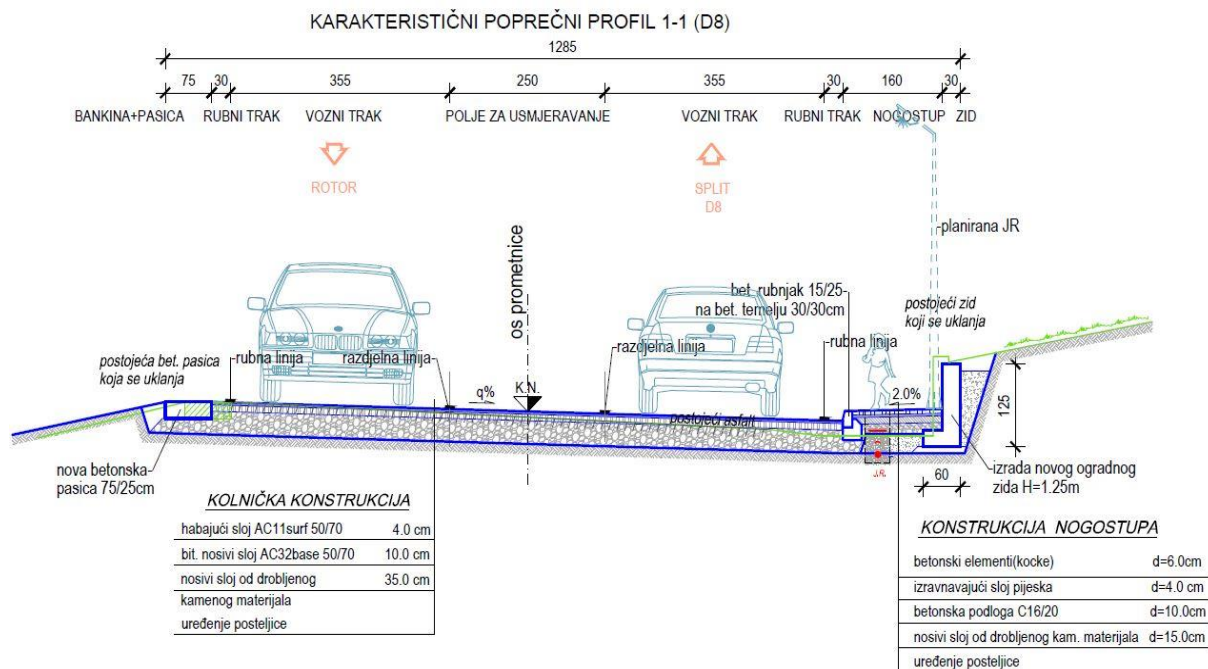 KARAKTERISTIČNI POPREČNI PROFIL 1-1 (D8)
1285
75 30 355 250 355 30 160 30
BANKINA+PASICA RUBNI TRAK VOZNI TRAK POLJE ZA USMJERAVANJE VOZNI TRAK RUBNI TRAK NOGOSTUP ZID
ROTOR
SPLIT
D8
planirana JR
os prometnice
bet. rubnjak 15/25
na bet. temelju 30/30cm
postojeći zid
koji se uklanja
postojeća bet. pasica
koja se uklanja
rubna linija
razdjelna linija
q%
K.N.
razdjelna linija
rubna linija
2.0%
postojeći asfalt
125
J.R.
60
nova betonska
pasica 75/25cm
izrada novog ogradnog
zida H=1.25m
KOLNIČKA KONSTRUKCIJA
habajući sloj AC11surf 50/70 4.0 cm
bit. nosivi sloj AC32base 50/70 10.0 cm
nosivi sloj od drobljenog 35.0 cm
kamenog materijala
uređenje posteljice
KONSTRUKCIJA NOGOSTUPA
betonski elementi(kocke) d=6.0cm
izravnavajući sloj pijeska d=4.0 cm
betonska podloga C16/20 d=10.0cm
nosivi sloj od drobljenog kam. materijala d=15.0cm
uređenje posteljice